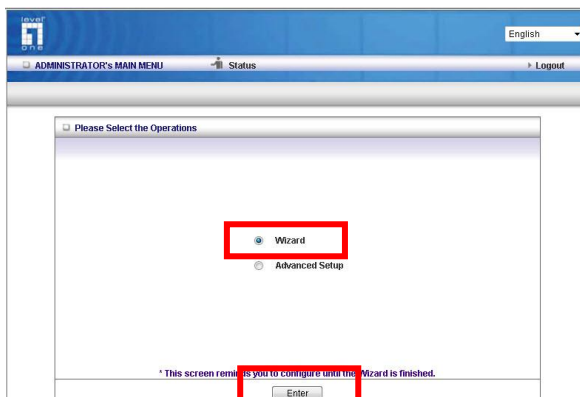 level
one
English
ADMINISTRATOR's MAIN MENU
Status
Logout
Please Select the Operations
Wizard
Advanced Setup
* This screen reminds you to configure until the Wizard is finished.
Enter